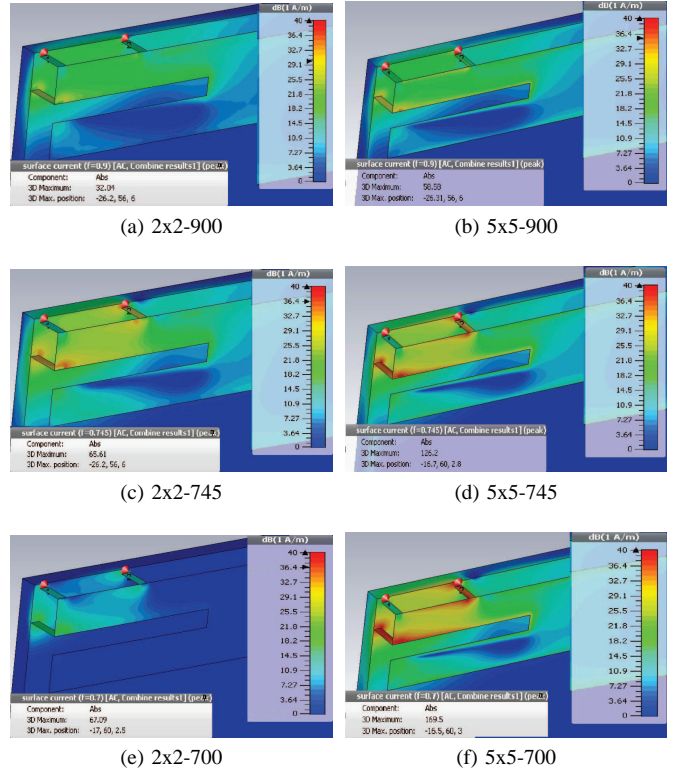 dB(1 A/m)
40
36.4
32.7
29.1
25.5
21.8
18.2
14.5
10.9
7.27
3.64
0
surface current (f=0.9) [AC, Combine results1] (peak)
Component: Abs
3D Maximum: 32.04
3D Max. position: -26.2, 56, 6
(a) 2x2-900
dB(1 A/m)
40
36.4
32.7
29.1
25.5
21.8
18.2
14.5
10.9
7.27
3.64
0
surface current (f=0.9) [AC, Combine results1] (peak)
Component: Abs
3D Maximum: 58.58
3D Max. position: -26.31, 56, 6
(b) 5x5-900
dB(1 A/m)
40
36.4
32.7
29.1
25.5
21.8
18.2
14.5
10.9
7.27
3.64
0
surface current (f=0.745) [AC, Combine results1] (peak)
Component: Abs
3D Maximum: 65.61
3D Max. position: -26.2, 56, 6
(c) 2x2-745
dB(1 A/m)
40
36.4
32.7
29.1
25.5
21.8
18.2
14.5
10.9
7.27
3.64
0
surface current (f=0.745) [AC, Combine results1] (peak)
Component: Abs
3D Maximum: 126.2
3D Max. position: -16.7, 60, 2.8
(d) 5x5-745
dB(1 A/m)
40
36.4
32.7
29.1
25.5
21.8
18.2
14.5
10.9
7.27
3.64
0
surface current (f=0.7) [AC, Combine results1] (peak)
Component: Abs
3D Maximum: 67.09
3D Max. position: -17, 60, 2.5
(e) 2x2-700
dB(1 A/m)
40
36.4
32.7
29.1
25.5
21.8
18.2
14.5
10.9
7.27
3.64
0
surface current (f=0.7) [AC, Combine results1] (peak)
Component: Abs
3D Maximum: 169.5
3D Max. position: -16.5, 60, 3
(f) 5x5-700